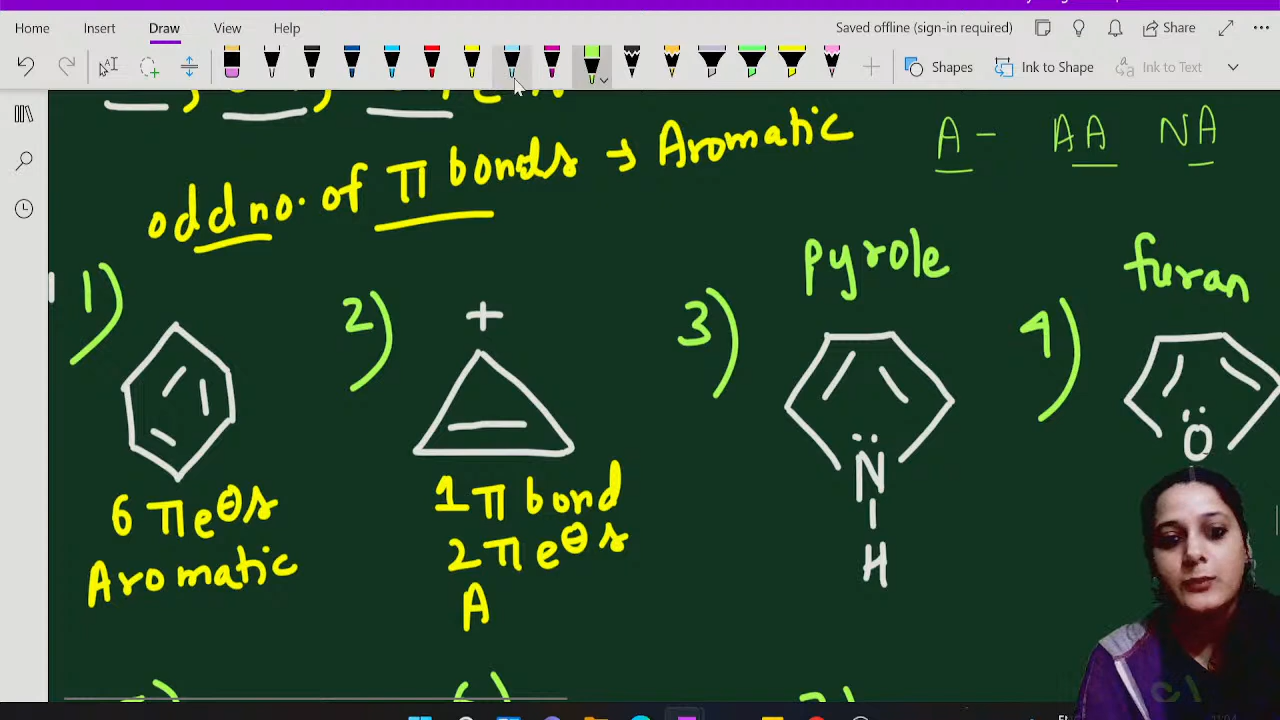 Home Insert Draw View Help
Saved offline (sign-in required) Share
Shapes Ink to Shape Ink to Text
odd no. of π bonds → Aromatic
A - AA NA
1) 2) + 3) pyrole 4) furan
N
H
O
6 π e⊖s
Aromatic
1 π bond
2 π e⊖s
A